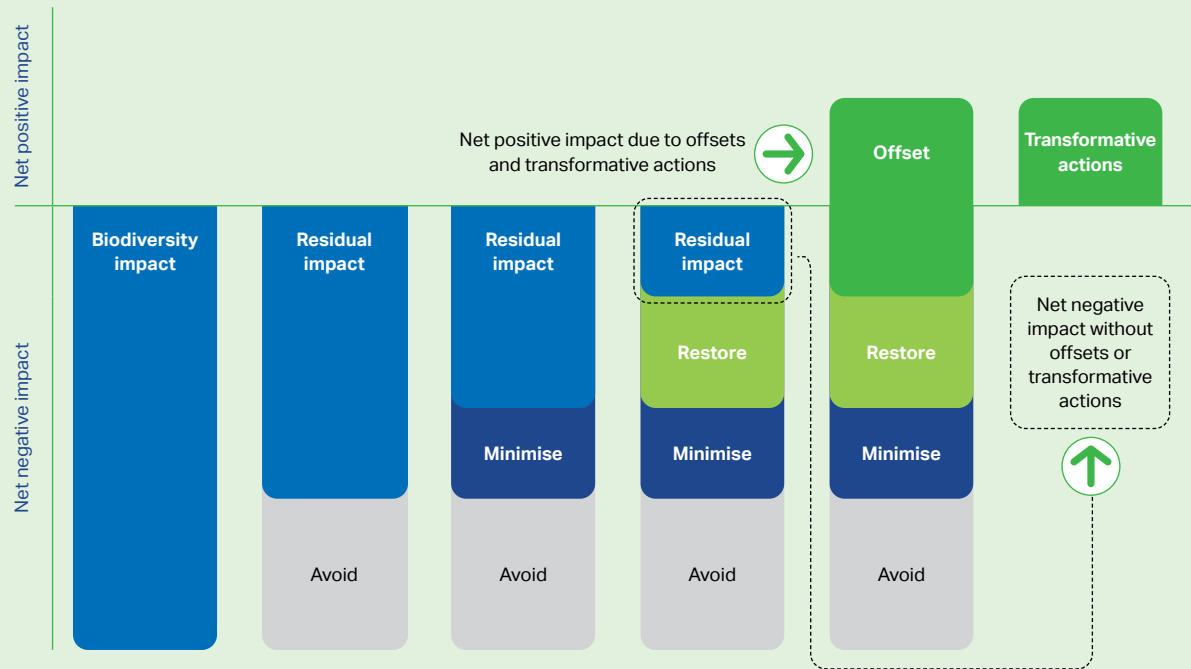 Net positive impact
Net negative impact
Net positive impact due to offsets
and transformative actions
Offset
Transformative
actions
Biodiversity
impact
Residual
impact
Residual
impact
Residual
impact
Net negative
impact without
offsets or
transformative
actions
Restore
Restore
Minimise
Minimise
Minimise
Avoid
Avoid
Avoid
Avoid